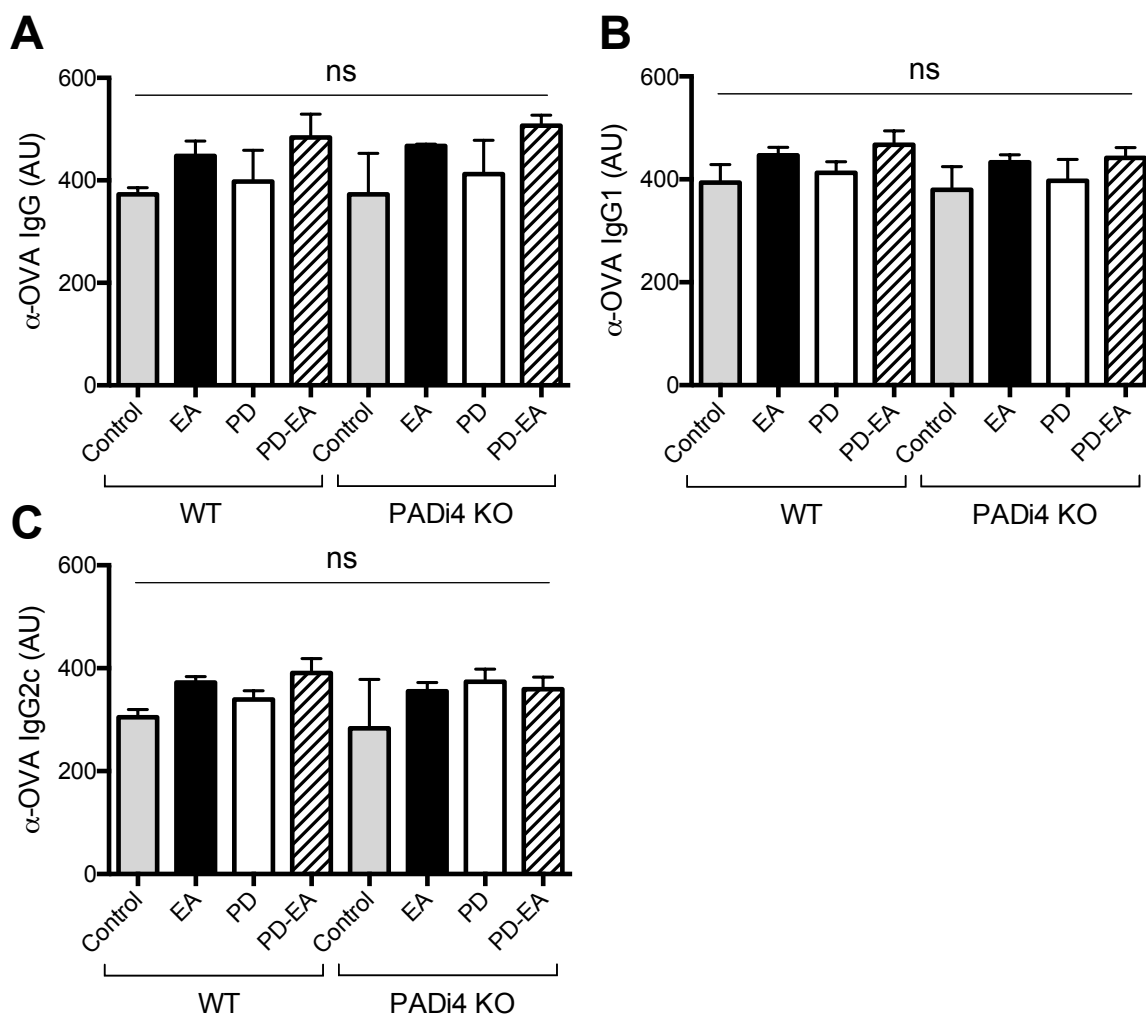 A
ns
α-OVA IgG (AU)
600
400
200
0
Control
EA
PD
PD-EA
Control
EA
PD
PD-EA
WT
PADi4 KO
B
ns
α-OVA IgG1 (AU)
600
400
200
0
Control
EA
PD
PD-EA
Control
EA
PD
PD-EA
WT
PADi4 KO
C
ns
α-OVA IgG2c (AU)
600
400
200
0
Control
EA
PD
PD-EA
Control
EA
PD
PD-EA
WT
PADi4 KO